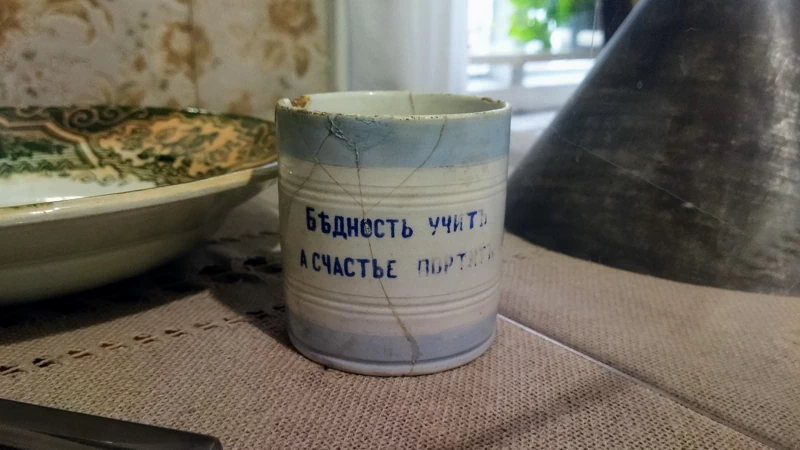 Бѣдность учитъ
а счастье портитъ